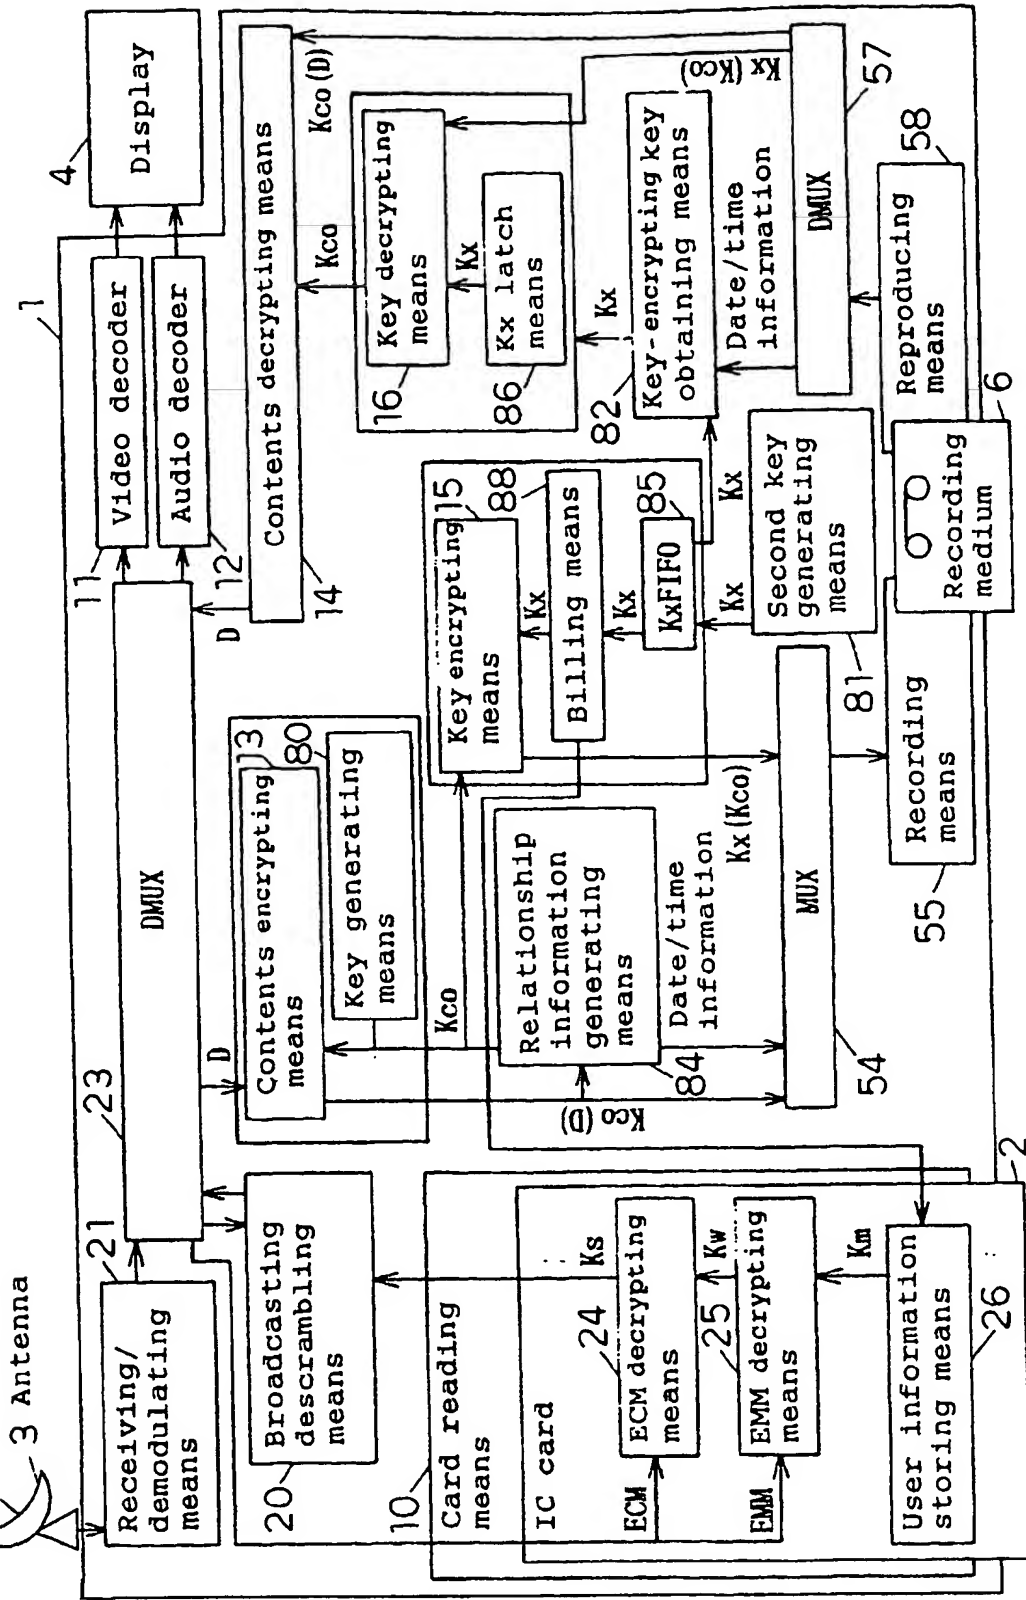 3 Antenna
Receiving/
demodulating
means
21
23
DMUX
11
Video decoder
Audio decoder
12
1
4
Display
20
Broadcasting
descrambling
means
D
D
Contents encrypting
means
13
Key generating
means
80
Contents decrypting means
14
10
Card reading
means
IC card
ECM
ECM decrypting
means
24
Ks
EMM
EMM decrypting
means
25
Kw
Km
User information
storing means
26
2
Kco
Kco(D)
Relationship
information
generating
means
84
Date/time
information
Kx(Kco)
Key encrypting
means
15
Kx
Billing means
88
Kx
KxFIFO
85
Kx
Kx
Second key
generating
means
81
MUX
54
Recording
means
55
Recording
medium
6
Kco
Kco(D)
Key decrypting
means
16
Kx
Kx latch
means
86
Kx
Key-encrypting key
obtaining means
82
Date/time
information
Kx(Kco)
DMUX
57
Reproducing
means
58